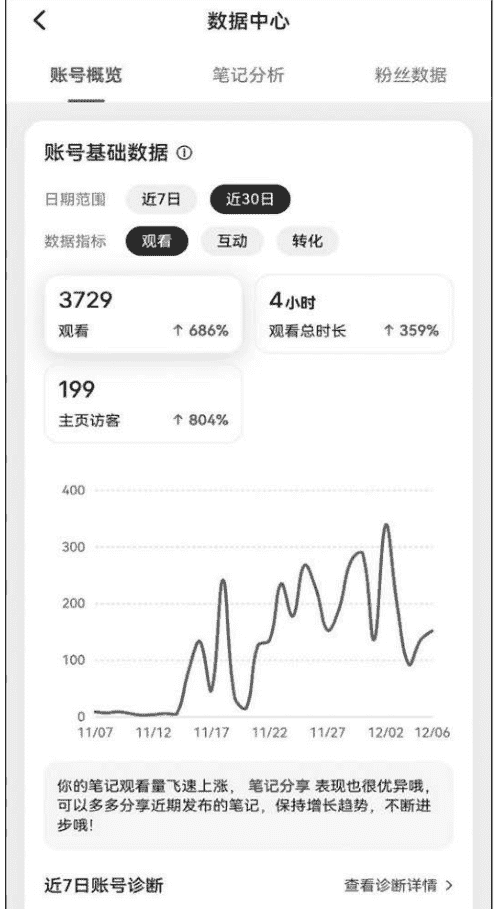 数据中心
账号概览 笔记分析 粉丝数据
账号基础数据
日期范围 近7日 近30日
数据指标 观看 互动 转化
3729 4小时
观看 ↑ 686% 观看总时长 ↑ 359%
199
主页访客 ↑ 804%
400
300
200
100
0
11/07 11/12 11/17 11/22 11/27 12/02 12/06
你的笔记观看量飞速上涨， 笔记分享 表现也很优异哦，
可以多多分享近期发布的笔记，保持增长趋势，不断进
步哦!
近7日账号诊断 查看诊断详情 >